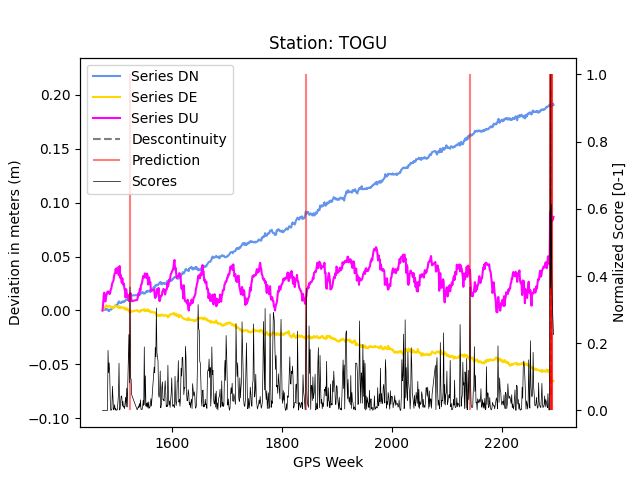 Station: TOGU
Series DN
Series DE
Series DU
Descontinuity
Prediction
Scores
Deviation in meters (m)
0.20
0.15
0.10
0.05
0.00
−0.05
−0.10
1.0
0.8
0.6
0.4
0.2
0.0
Normalized Score [0-1]
1600
1800
2000
2200
GPS Week